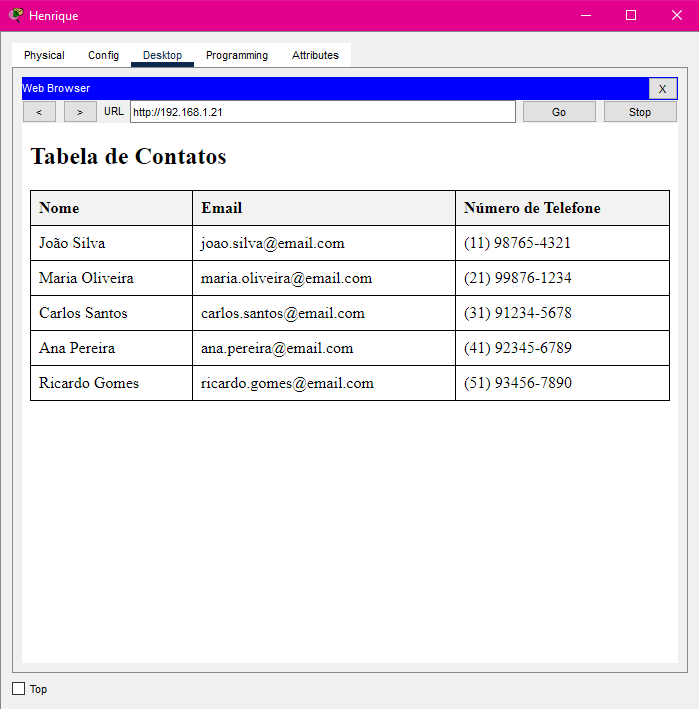 Henrique
Physical Config Desktop Programming Attributes
Web Browser X
< > URL http://192.168.1.21 Go Stop
Tabela de Contatos
Nome Email Número de Telefone
João Silva joao.silva@email.com (11) 98765-4321
Maria Oliveira maria.oliveira@email.com (21) 99876-1234
Carlos Santos carlos.santos@email.com (31) 91234-5678
Ana Pereira ana.pereira@email.com (41) 92345-6789
Ricardo Gomes ricardo.gomes@email.com (51) 93456-7890
Top